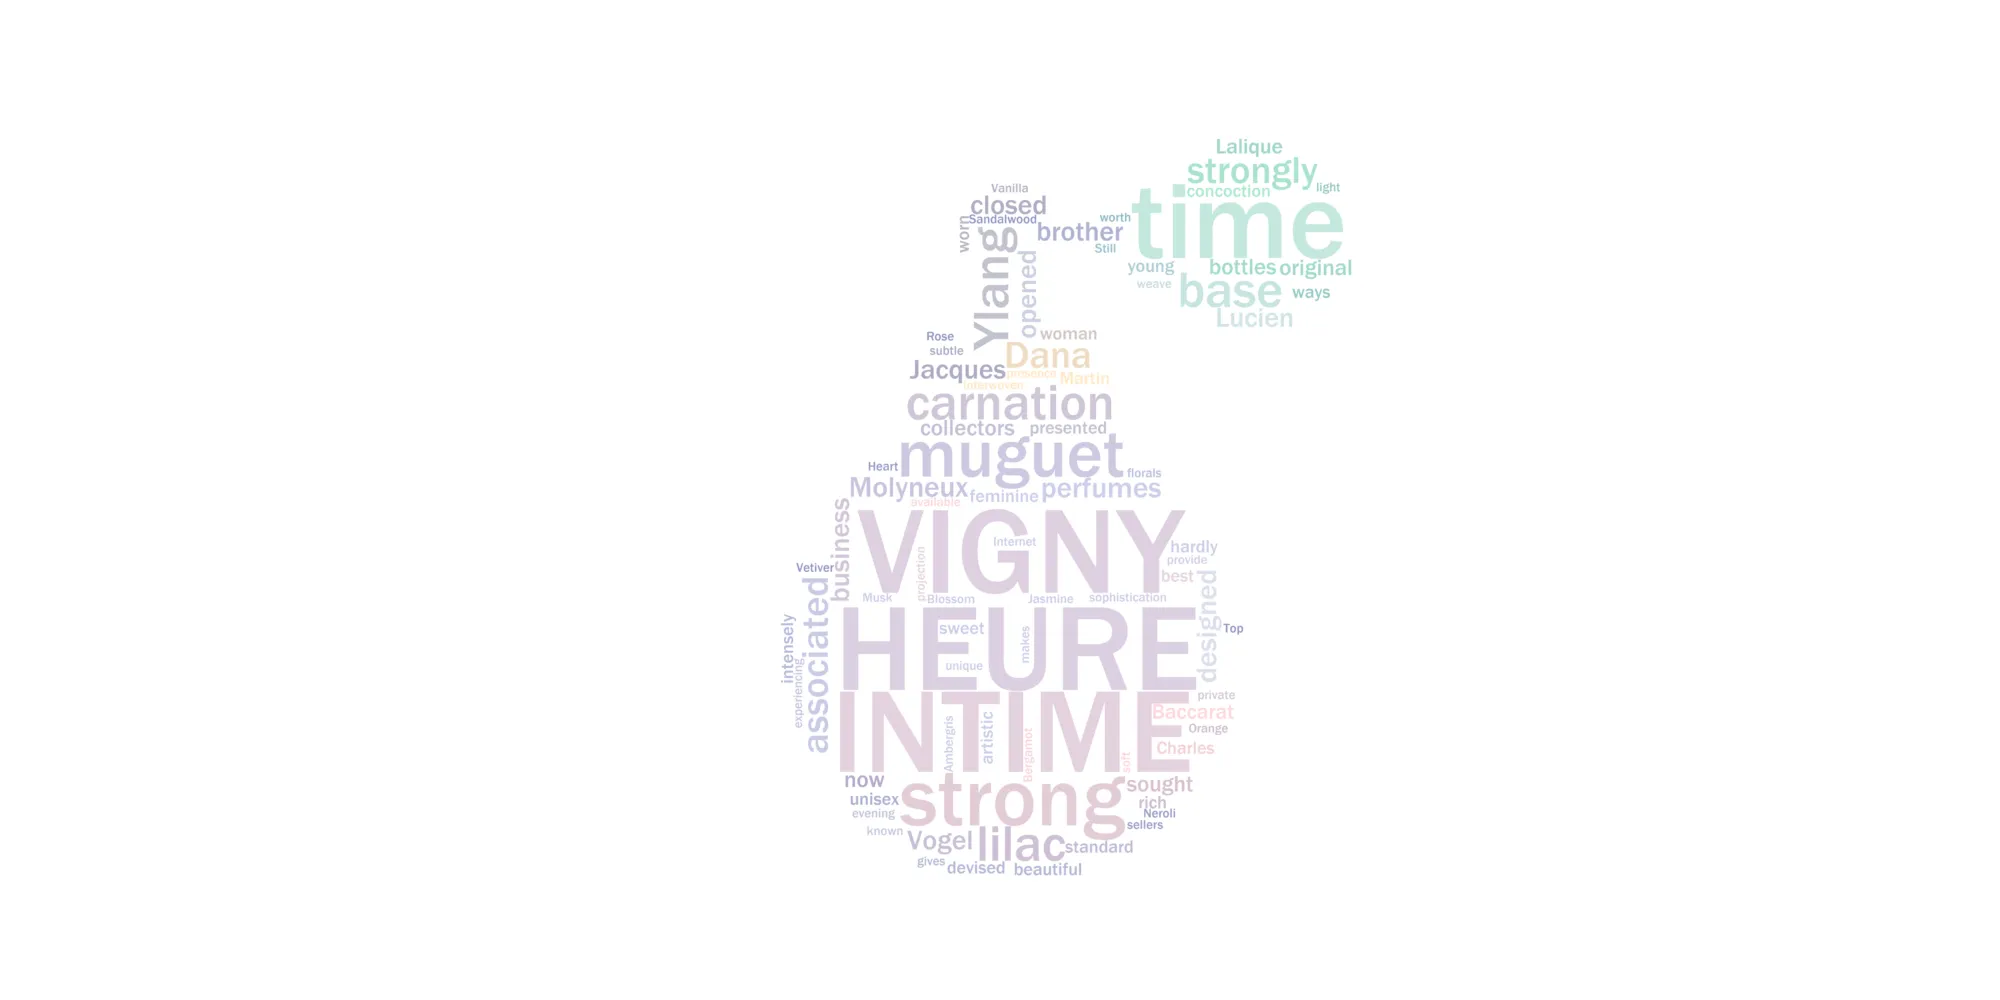 Lalique
strongly
concoction light
time
Vanilla
closed
Sandalwood
worn
brother
worth
Still
Ylang
opened
young
bottles original
weave
base ways
Lucien
Rose
subtle
woman
Dana
Jacques
presence
Martin
interwoven
carnation
collectors presented
muguet
Heart
florals
Molyneux
feminine
perfumes
available
business
VIGNY
Internet
projection
hardly
provide
best
Vetiver
associated
Musk
Blossom
Jasmine
sophistication
designed
HEURE
sweet
makes
unique
Top
intensely
experiencing
INTIME
private
Baccarat
Orange
Charles
Ambergris
artistic
Bergamot
soft
now
strong
sought
unisex
rich
evening
Neroli
known
sellers
Vogel
lilac
standard
gives
devised
beautiful